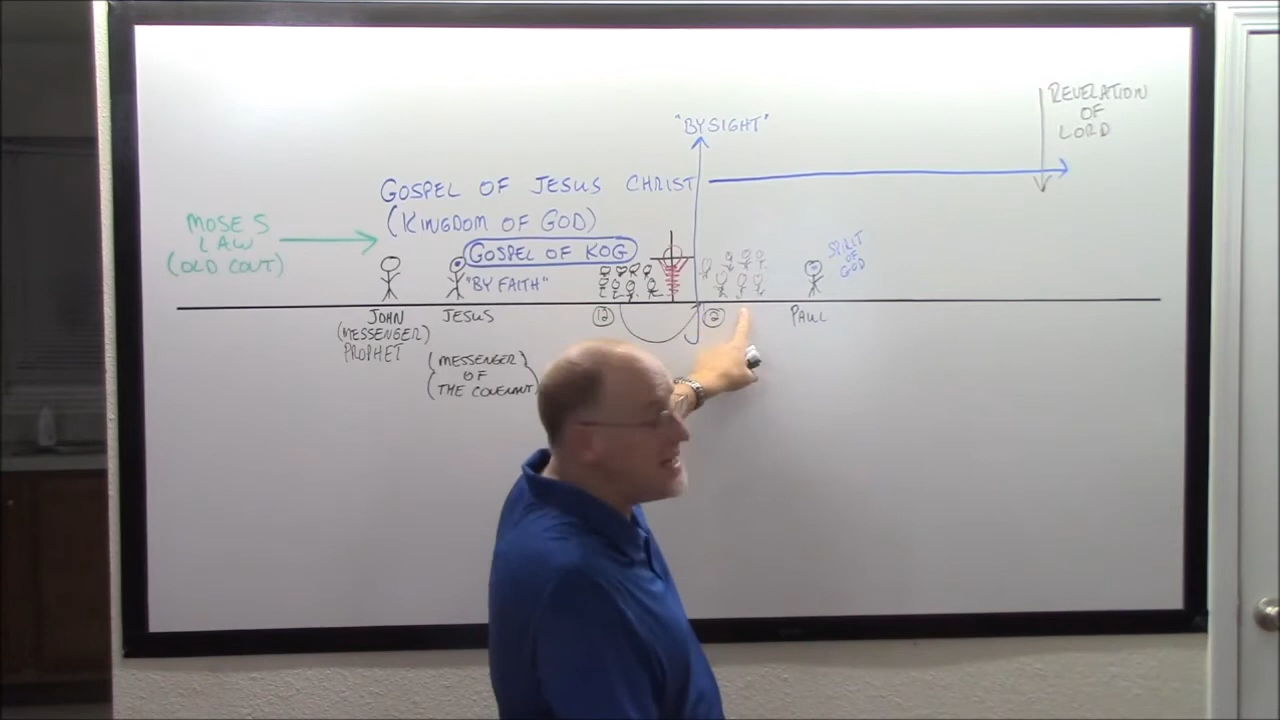 "BY SIGHT"
REVELATION
OF
LORD
GOSPEL OF JESUS CHRIST
(KINGDOM OF GOD)
MOSES
LAW
(OLD COVT)
GOSPEL OF KOG
"BY FAITH"
SPIRIT
OF
GOD
JOHN
(MESSENGER)
PROPHET
JESUS
(MESSENGER)
OF
(THE COVENANT)
12
12
PAUL